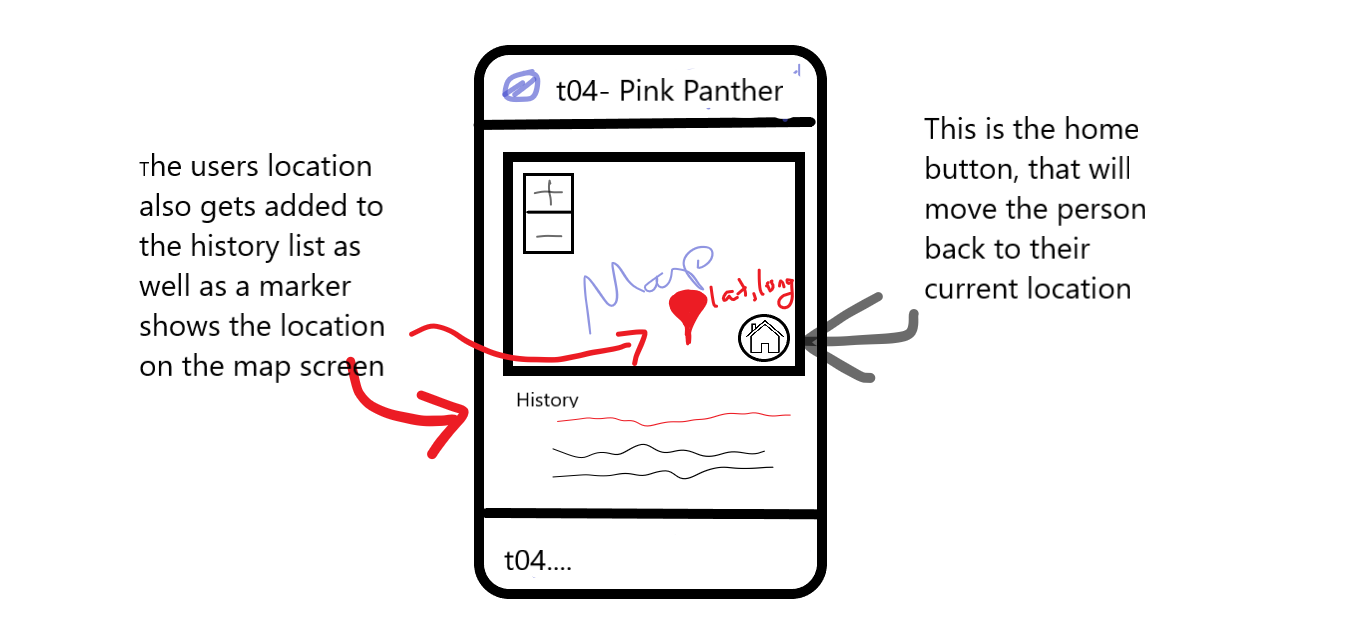 t04- Pink Panther
The users location
also gets added to
the history list as
well as a marker
shows the location
on the map screen
+
−
Map
lat,long
History
t04....
This is the home
button, that will
move the person
back to their
current location